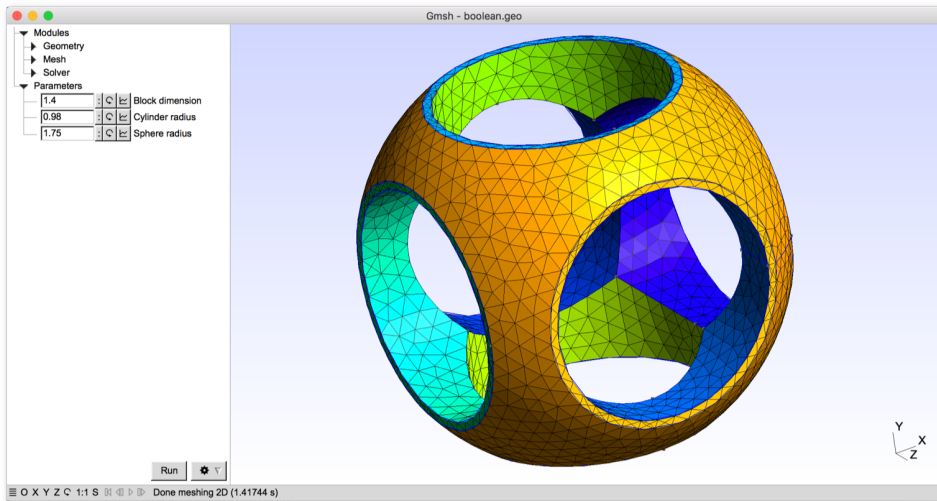 Gmsh - boolean.geo
Modules
Geometry
Mesh
Solver
Parameters
1.4 Block dimension
0.98 Cylinder radius
1.75 Sphere radius
Y
X
Z
Run
O X Y Z 1:1 S Done meshing 2D (1.41744 s)